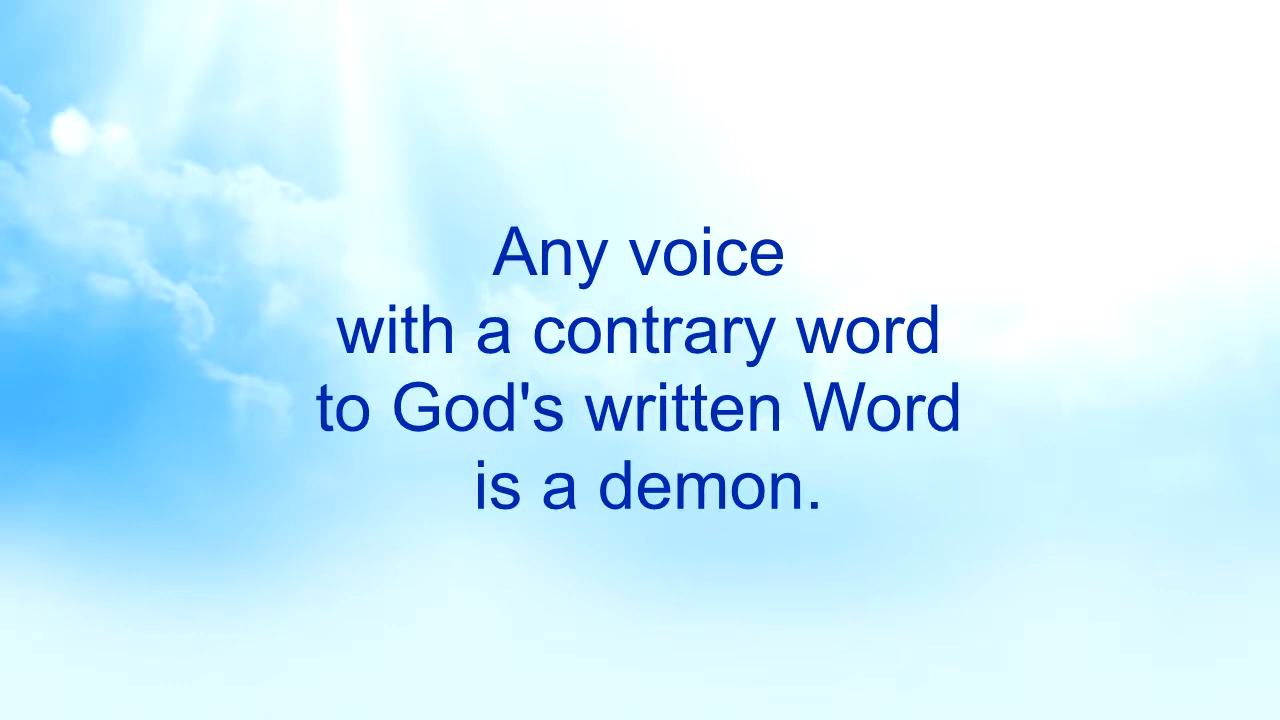 Any voice
with a contrary word
to God's written Word
is a demon.